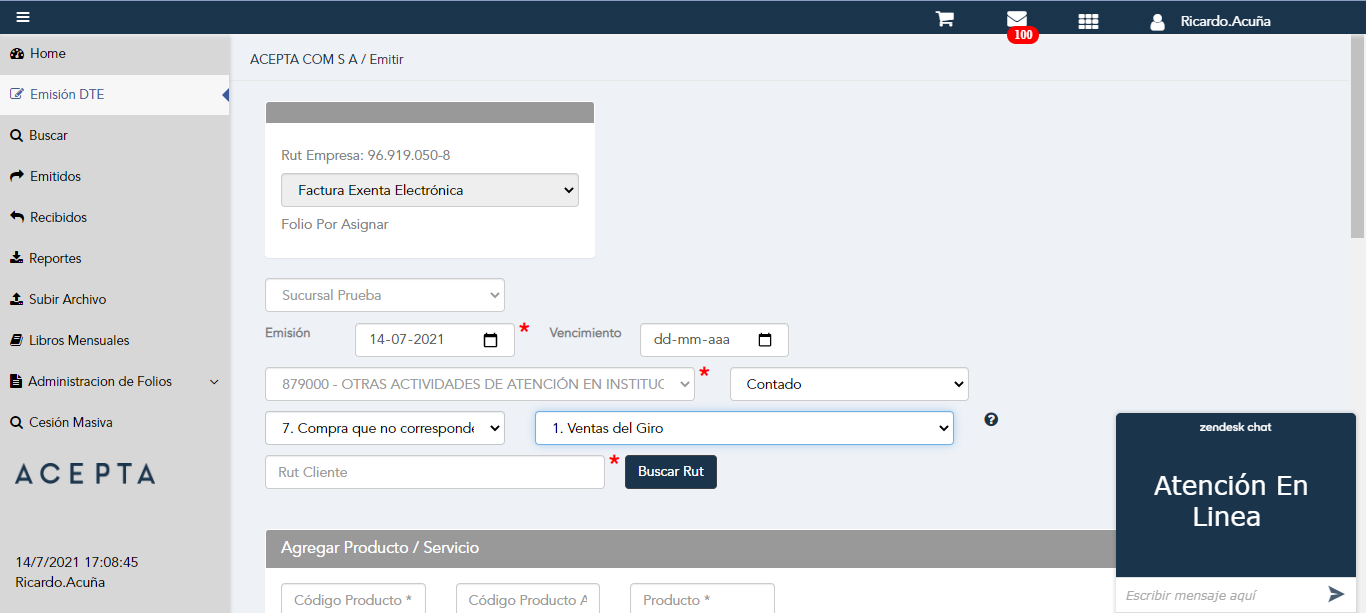 100
Ricardo.Acuña
Home
Emisión DTE
Buscar
Emitidos
Recibidos
Reportes
Subir Archivo
Libros Mensuales
Administracion de Folios
Cesión Masiva
ACEPTA
14/7/2021 17:08:45
Ricardo.Acuña
ACEPTA COM S A / Emitir
Rut Empresa: 96.919.050-8
Factura Exenta Electrónica
Folio Por Asignar
Sucursal Prueba
Emisión 14-07-2021 * Vencimiento dd-mm-aaa
879000 - OTRAS ACTIVIDADES DE ATENCIÓN EN INSTITUC * Contado
7. Compra que no corresponde 1. Ventas del Giro ?
Rut Cliente * Buscar Rut
Agregar Producto / Servicio
Código Producto * Código Producto A Producto *
zendesk chat
Atención En
Linea
Escribir mensaje aquí